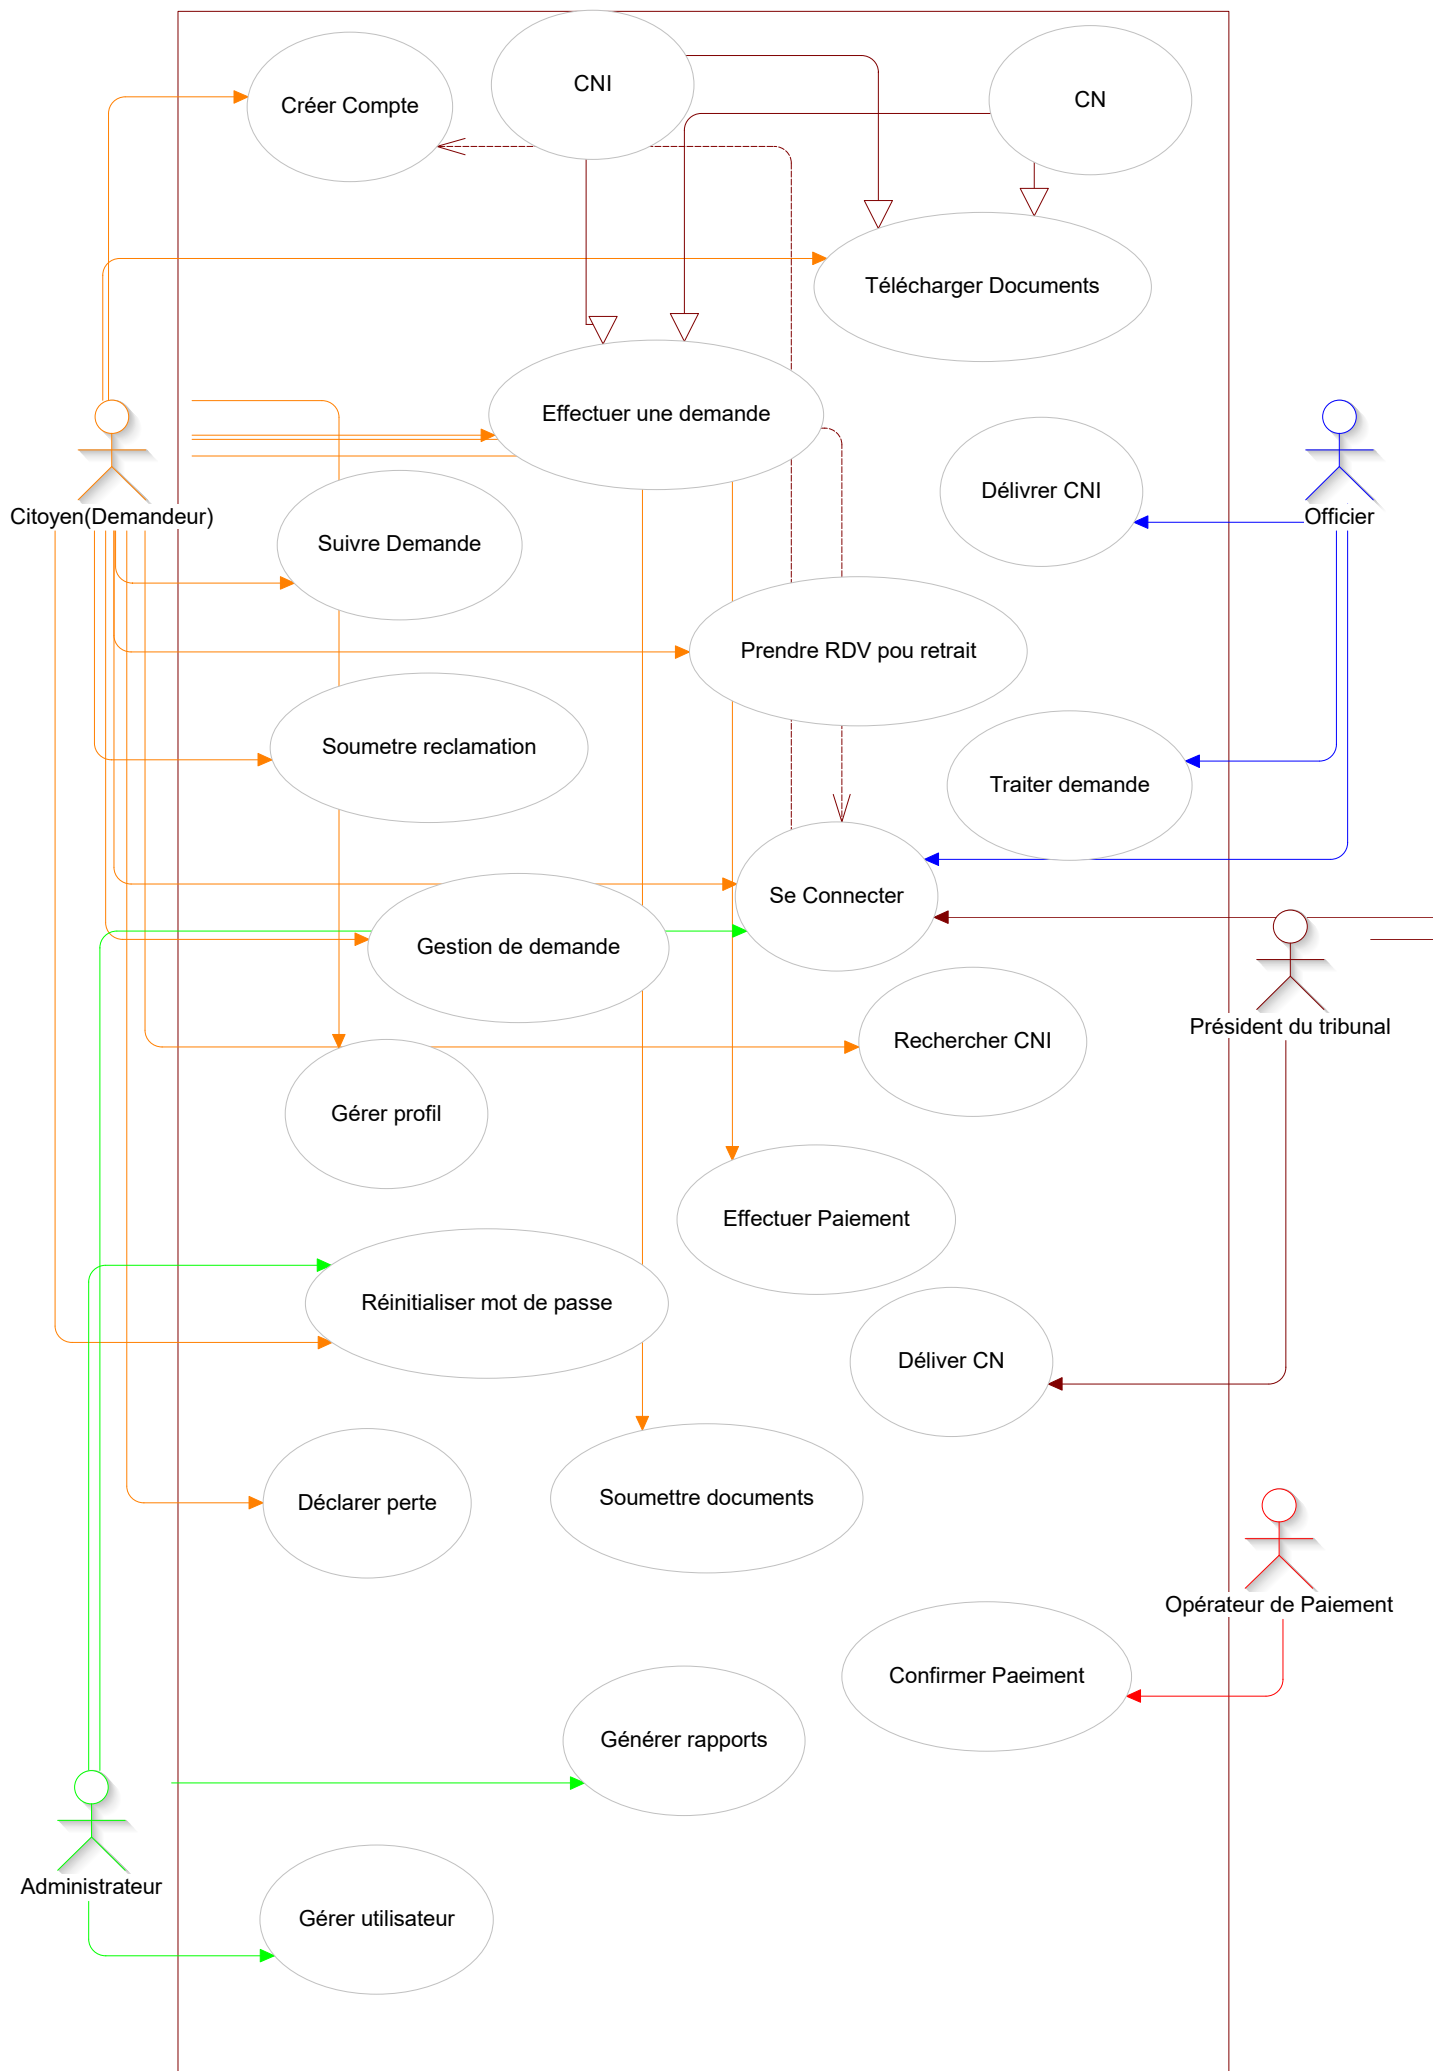 CNI
CN
Créer Compte
Télécharger Documents
Effectuer une demande
Délivrer CNI
Citoyen(Demandeur)
Officier
Suivre Demande
Prendre RDV pou retrait
Soumetre reclamation
Traiter demande
Se Connecter
Gestion de demande
Président du tribunal
Rechercher CNI
Gérer profil
Effectuer Paiement
Réinitialiser mot de passe
Déliver CN
Soumettre documents
Déclarer perte
Opérateur de Paiement
Confirmer Paeiment
Générer rapports
Administrateur
Gérer utilisateur